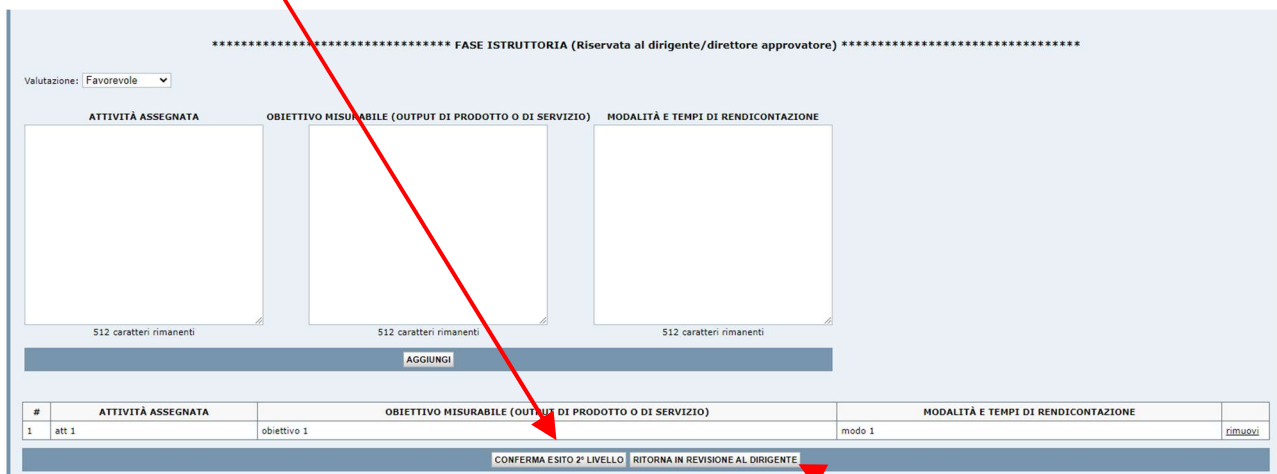 ******************************** FASE ISTRUTTORIA (Riservata al dirigente/direttore approvatore) ********************************
Valutazione: Favorevole
ATTIVITÀ ASSEGNATA OBIETTIVO MISURABILE (OUTPUT DI PRODOTTO O DI SERVIZIO) MODALITÀ E TEMPI DI RENDICONTAZIONE
512 caratteri rimanenti 512 caratteri rimanenti 512 caratteri rimanenti
AGGIUNGI
# ATTIVITÀ ASSEGNATA OBIETTIVO MISURABILE (OUTPUT DI PRODOTTO O DI SERVIZIO) MODALITÀ E TEMPI DI RENDICONTAZIONE
1 att 1 obiettivo 1 modo 1 rimuovi
CONFERMA ESITO 2° LIVELLO RITORNA IN REVISIONE AL DIRIGENTE